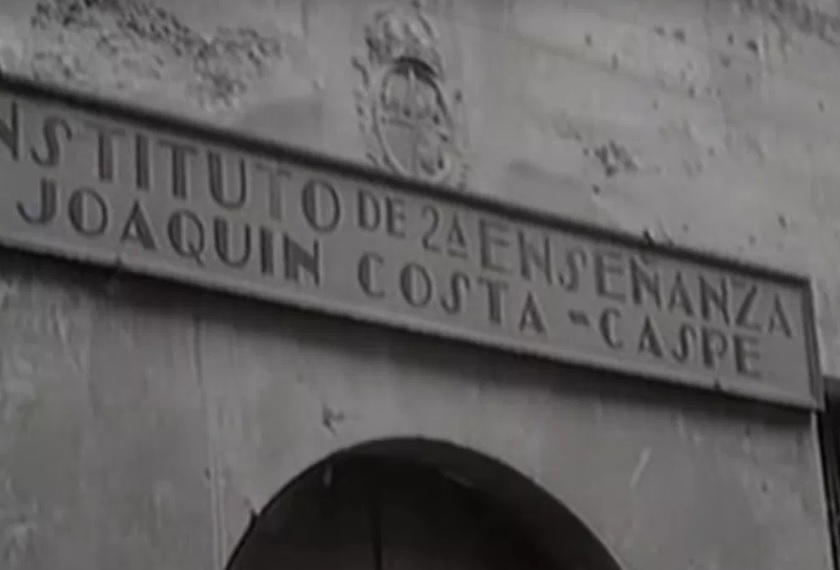 NSTITUTO DE 2ª ENSEÑANZA
JOAQUIN COSTA - CASPE